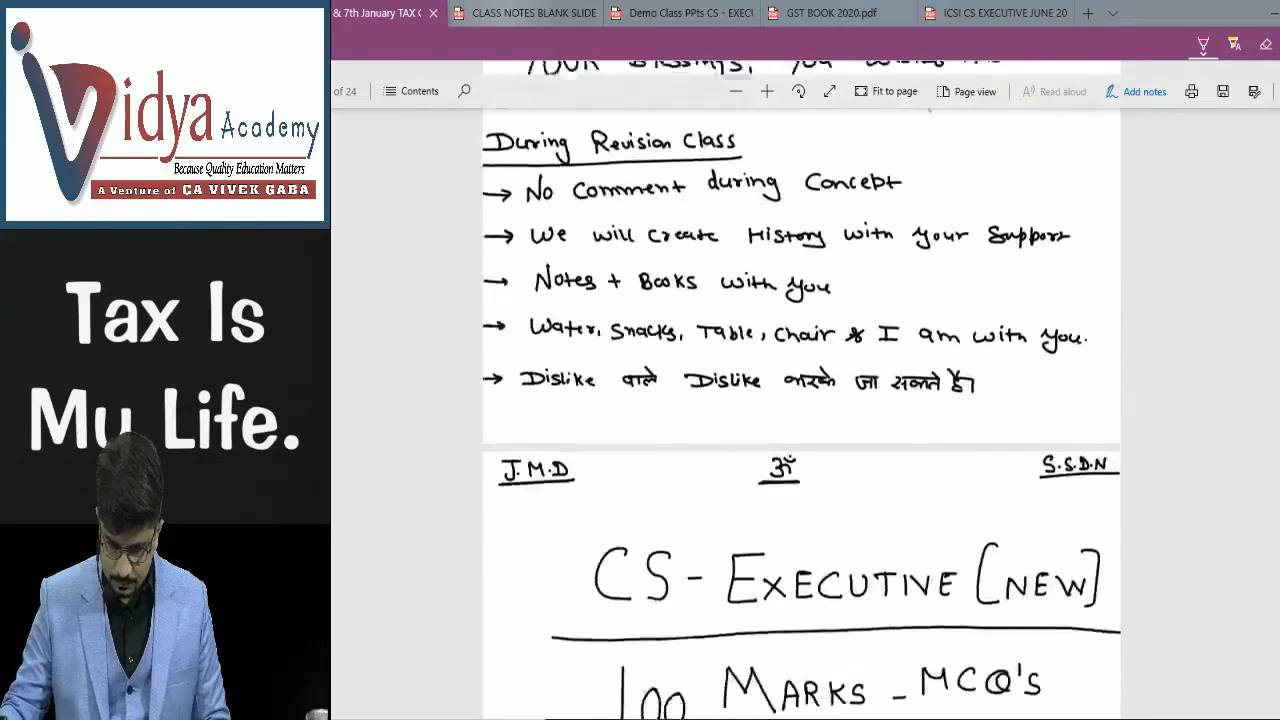 & 7th January TAX C
CLASS NOTES BLANK SLIDE
Demo Class PPts CS - EXECU
GST BOOK 2020.pdf
ICSI CS EXECUTIVE JUNE 20
of 24
Contents
Fit to page
Page view
Read aloud
Add notes
Vidya Academy
Because Quality Education Matters
A Venture of CA VIVEK GABA
Tax Is
My Life.
During Revision Class
→ No Comment during Concept
→ We will create History with your Support
→ Notes + Books with you
→ Water, Snacks, Table, Chair & I am with you.
→ Dislike वाले Dislike करके जा सकते है।
J.M.D ॐ S.S.D.N
CS - EXECUTIVE [NEW]
100 MARKS - MCQ's